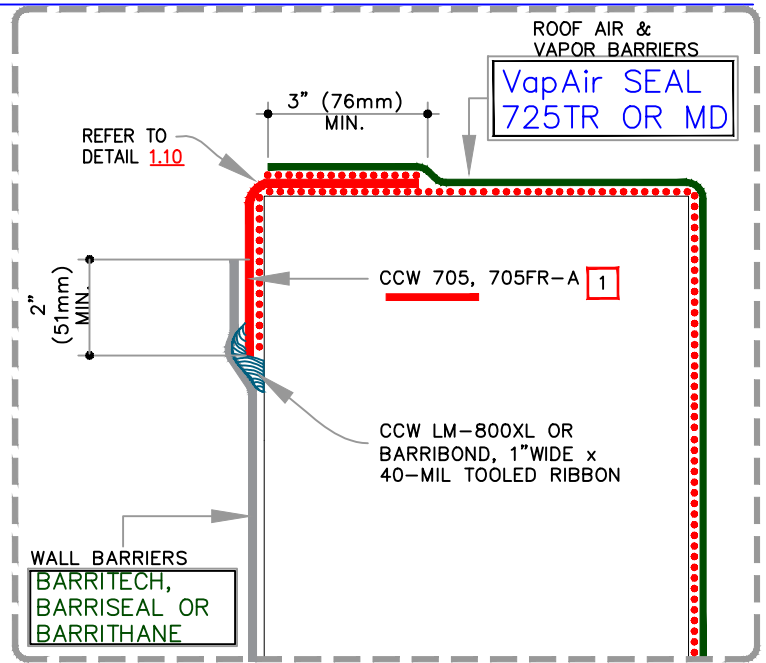 ROOF AIR &
VAPOR BARRIERS
VapAir SEAL
725TR OR MD
3" (76mm)
MIN.
REFER TO
DETAIL 1.10
2"
(51mm)
MIN.
CCW 705, 705FR-A 1
CCW LM-800XL OR
BARRIBOND, 1"WIDE x
40-MIL TOOLED RIBBON
WALL BARRIERS
BARRITECH,
BARRISEAL OR
BARRITHANE